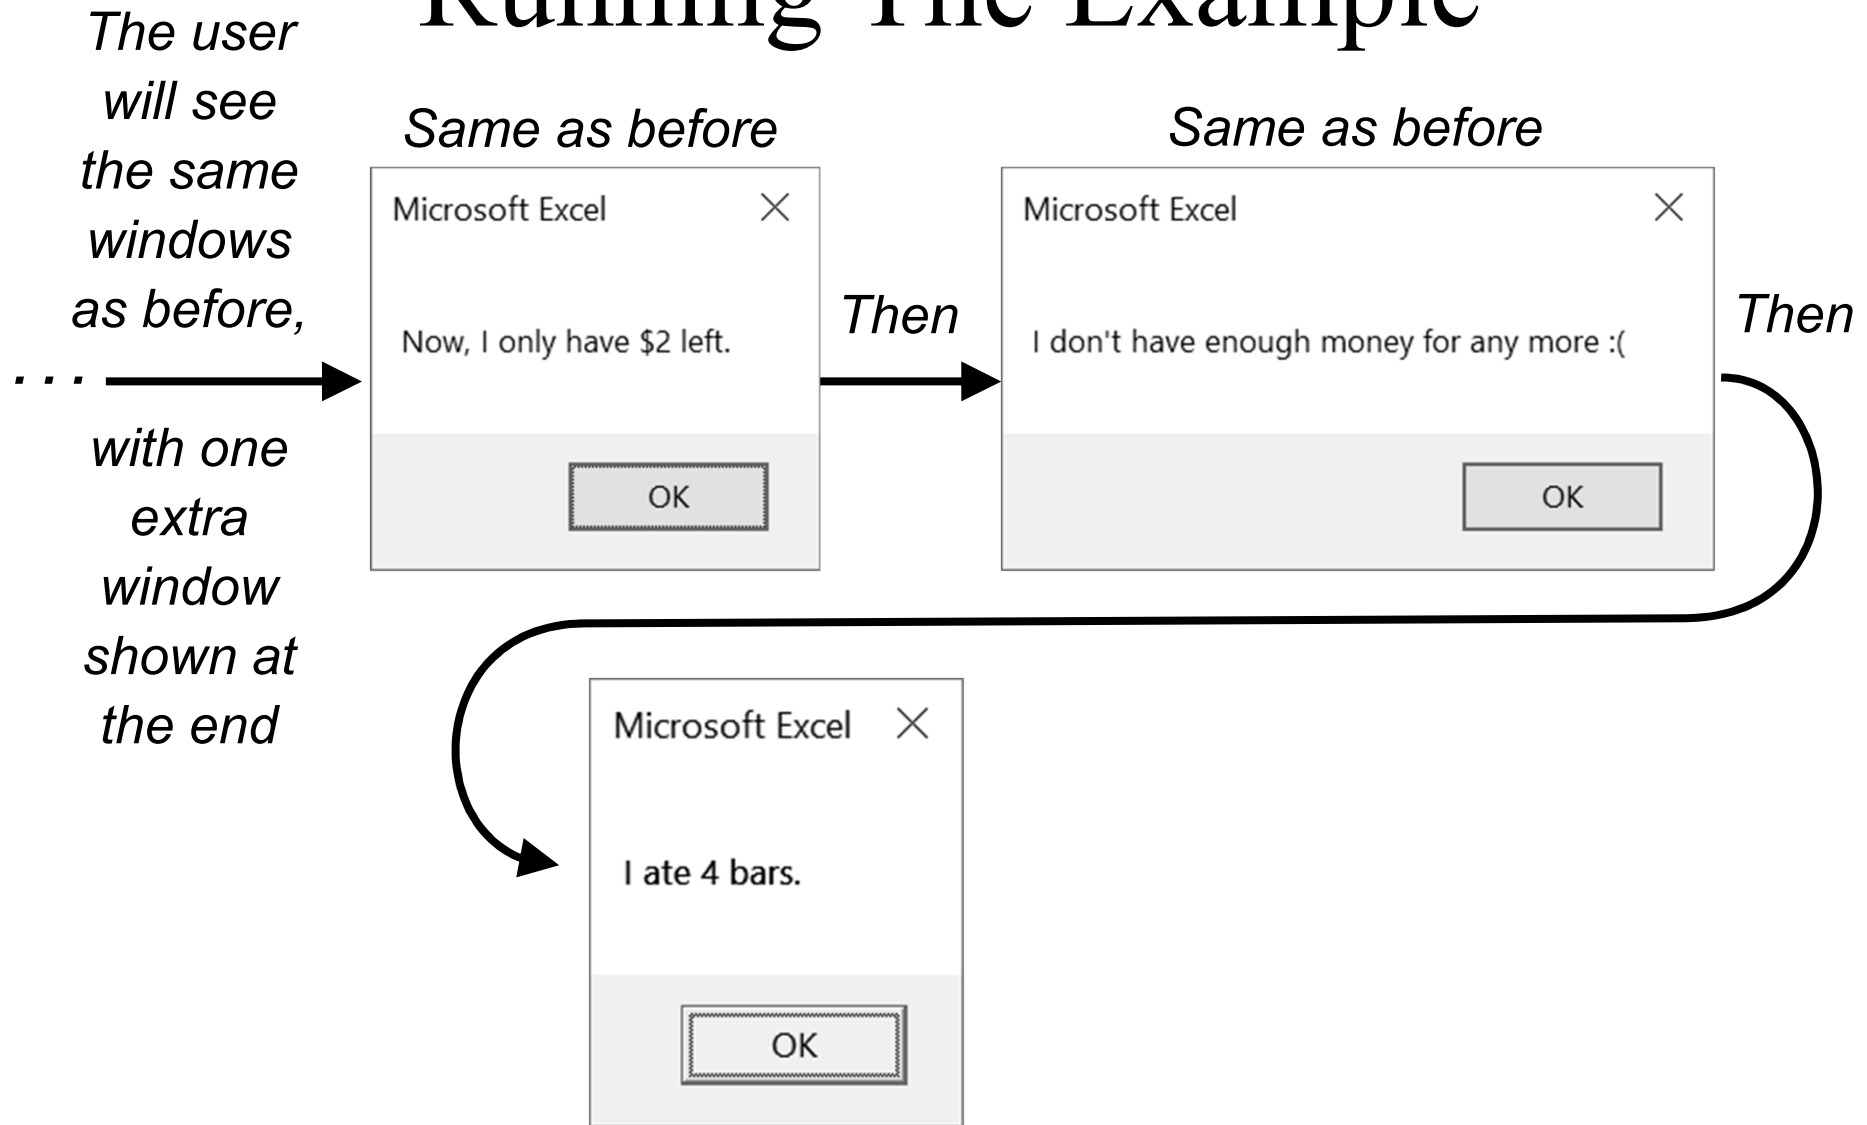 Running The Example
The user
will see
the same
windows
as before,
. . .
with one
extra
window
shown at
the end
Same as before
Microsoft Excel
Now, I only have $2 left.
OK
Then
Same as before
Microsoft Excel
I don't have enough money for any more :(
OK
Then
Microsoft Excel
I ate 4 bars.
OK